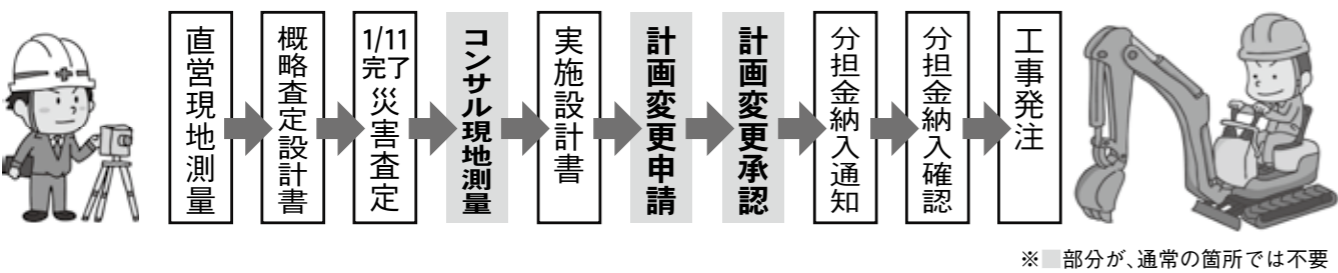 直営現地測量
概略査定設計書
1/11
完了
災害査定
コンサル現地測量
実施設計書
計画変更申請
計画変更承認
分担金納入通知
分担金納入確認
工事発注
※■部分が、通常の箇所では不要